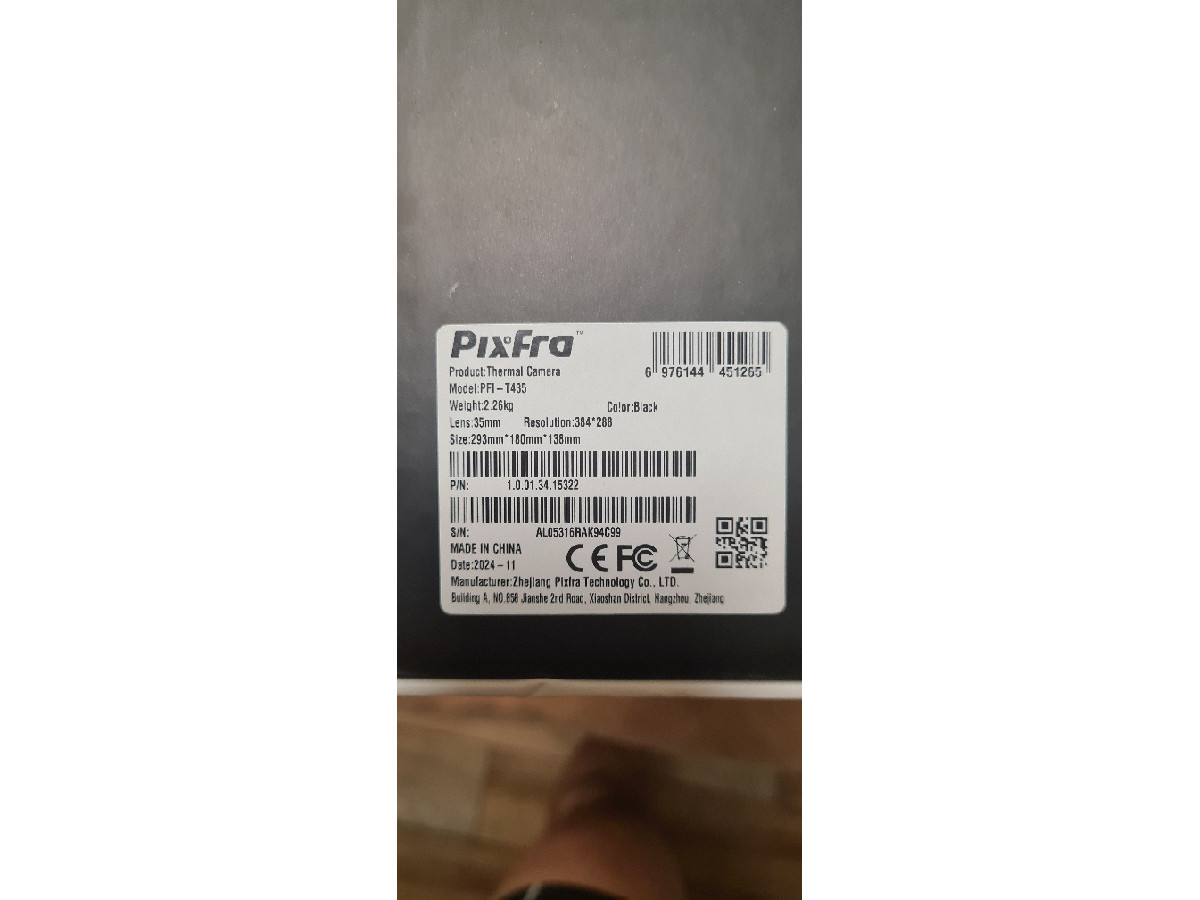 PixFra™
Product:Thermal Camera
6 976144 451265
Model:PFI-T435
Weight:2.26kg Color:Black
Lens:35mm Resolution:384*288
Size:293mm*180mm*138mm
P/N: 1.0.01.34.15322
S/N: AL05316RAK94C99
MADE IN CHINA
CE FC
Date:2024-11
Manufacturer:Zhejiang Pixfra Technology Co., LTD.
Building A, NO.858 Jianshe 2rd Road, Xiaoshan District, Hangzhou, Zhejiang